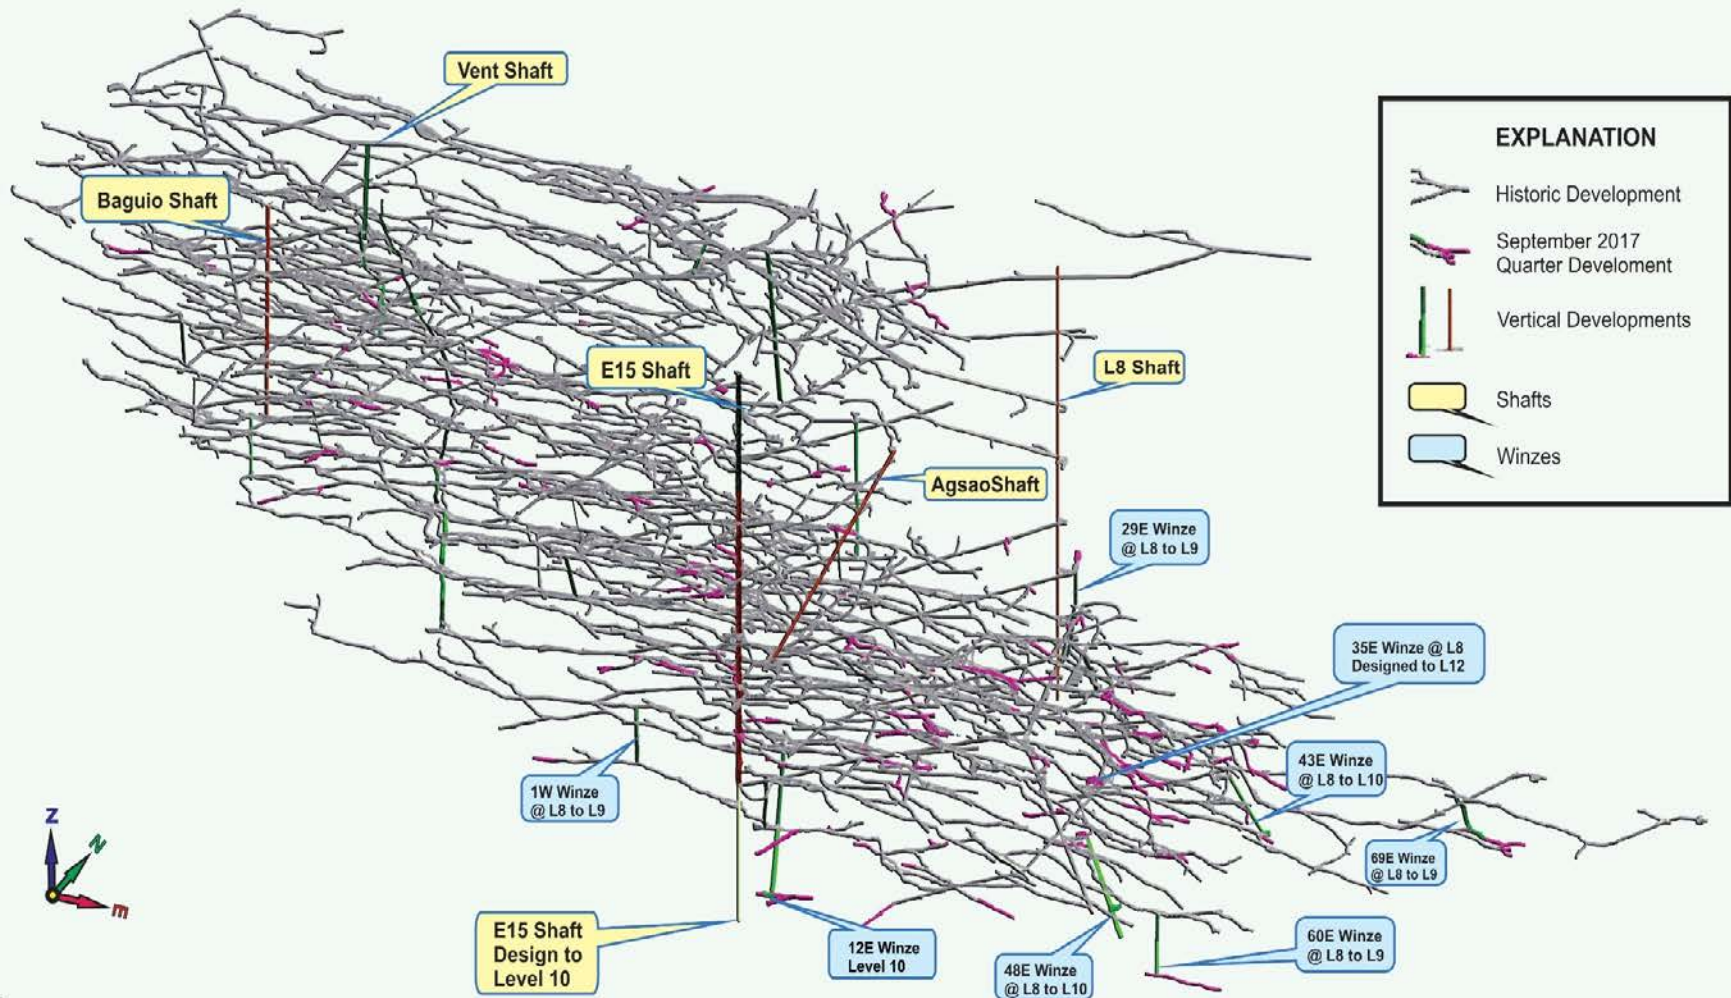 Vent Shaft
Baguio Shaft
E15 Shaft
L8 Shaft
AgsaoShaft
29E Winze
@ L8 to L9
35E Winze @ L8
Designed to L12
43E Winze
@ L8 to L10
1W Winze
@ L8 to L9
69E Winze
@ L8 to L9
E15 Shaft
Design to
Level 10
12E Winze
Level 10
48E Winze
@ L8 to L10
60E Winze
@ L8 to L9
Z
N
E
EXPLANATION
Historic Development
September 2017
Quarter Develoment
Vertical Developments
Shafts
Winzes